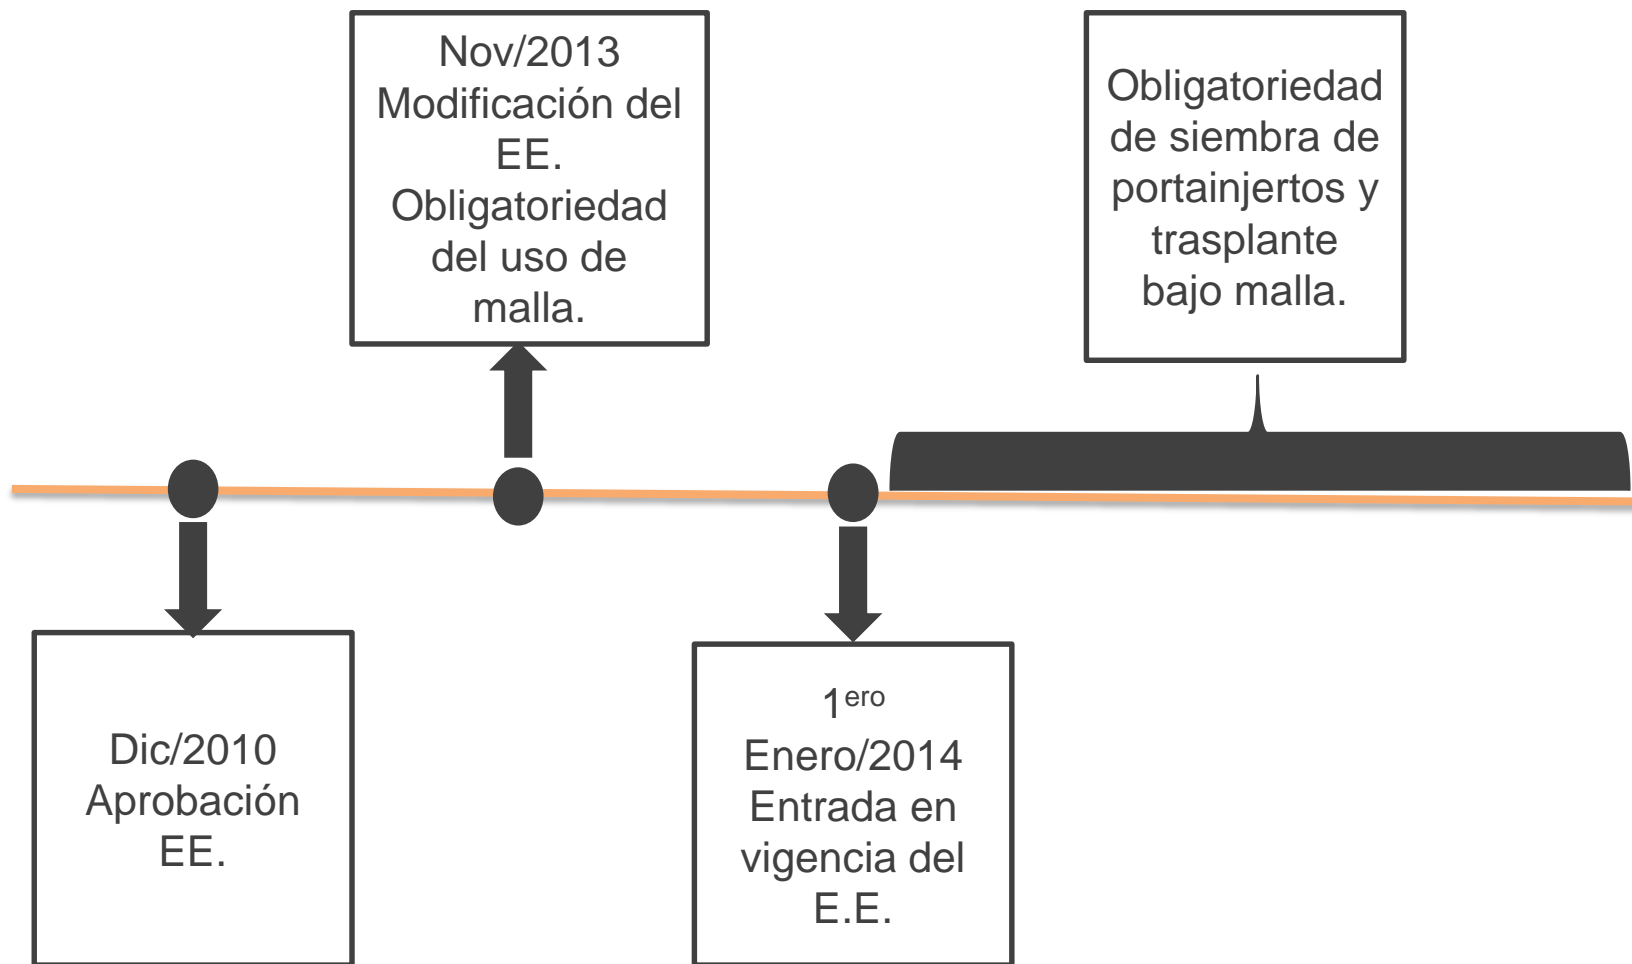 Nov/2013
Modificación del
EE.
Obligatoriedad
del uso de
malla.
Obligatoriedad
de siembra de
portainjertos y
trasplante
bajo malla.
Dic/2010
Aprobación
EE.
1ero
Enero/2014
Entrada en
vigencia del
E.E.